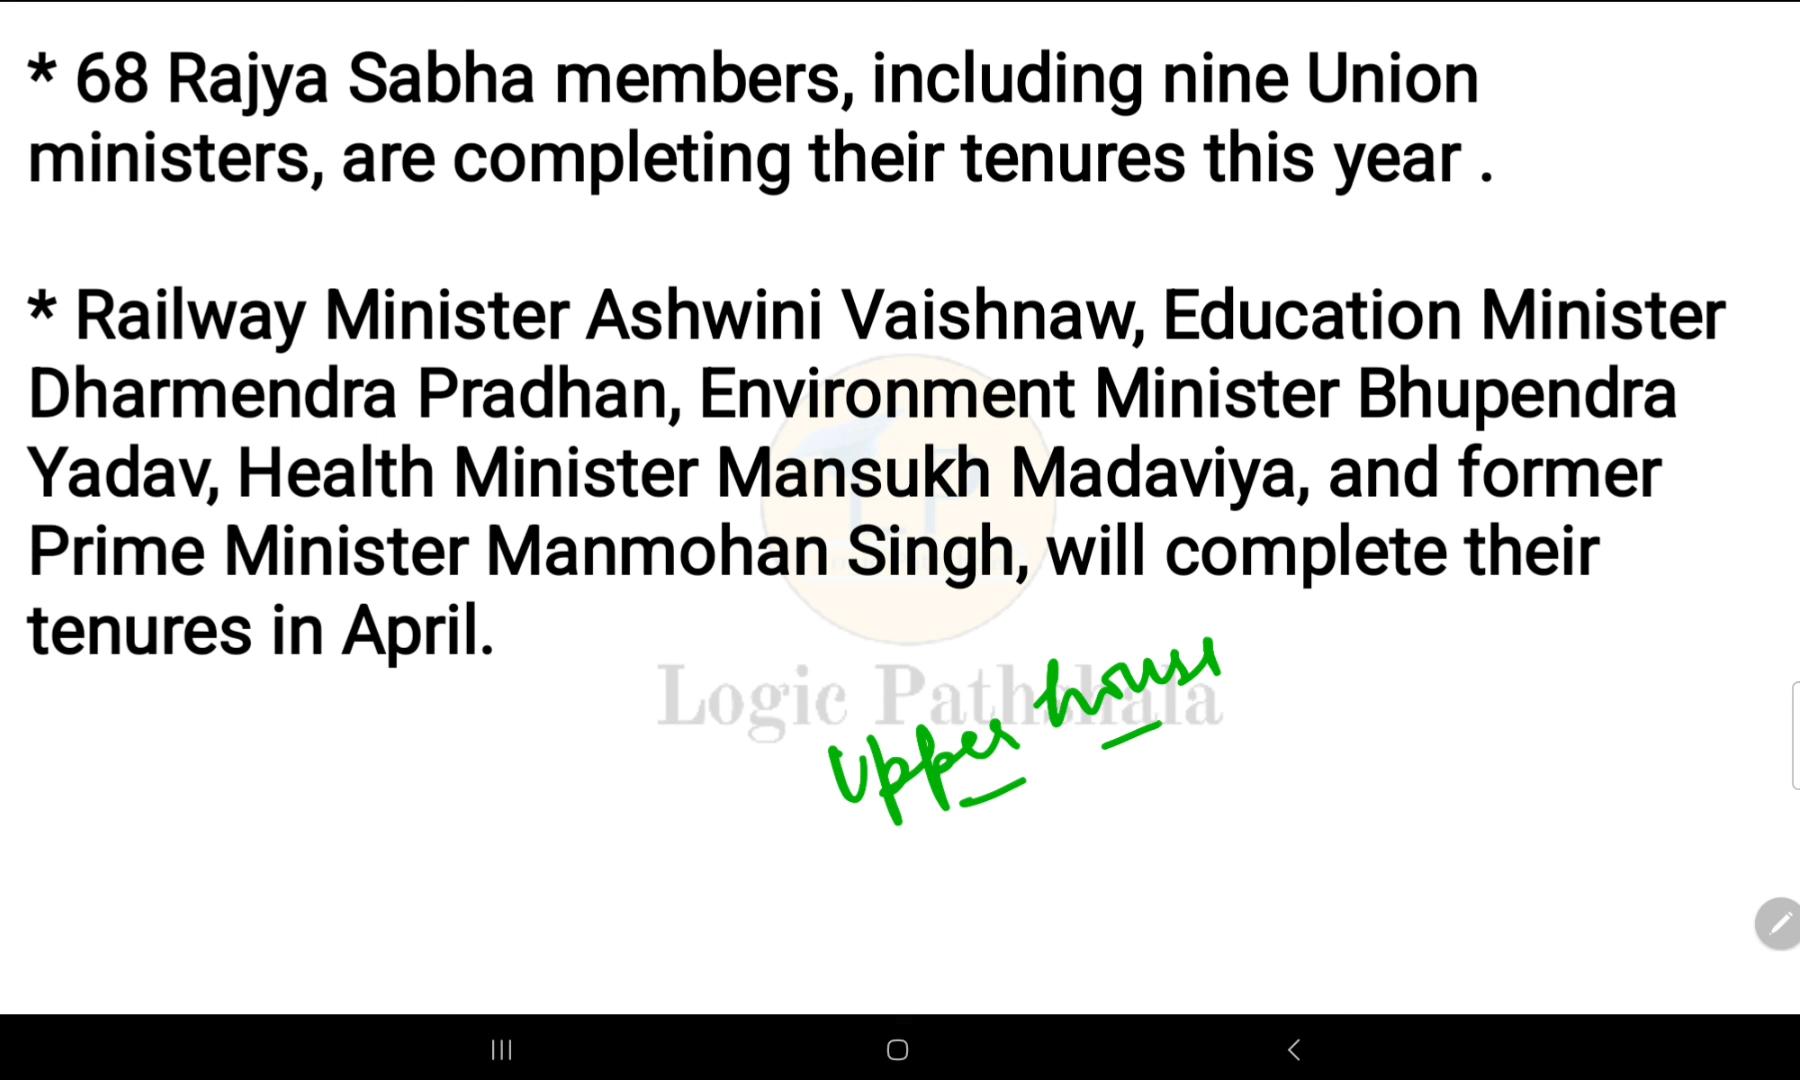 * 68 Rajya Sabha members, including nine Union
ministers, are completing their tenures this year .
* Railway Minister Ashwini Vaishnaw, Education Minister
Dharmendra Pradhan, Environment Minister Bhupendra
Yadav, Health Minister Mansukh Madaviya, and former
Prime Minister Manmohan Singh, will complete their
tenures in April.
Logic Pathshala
Upper house